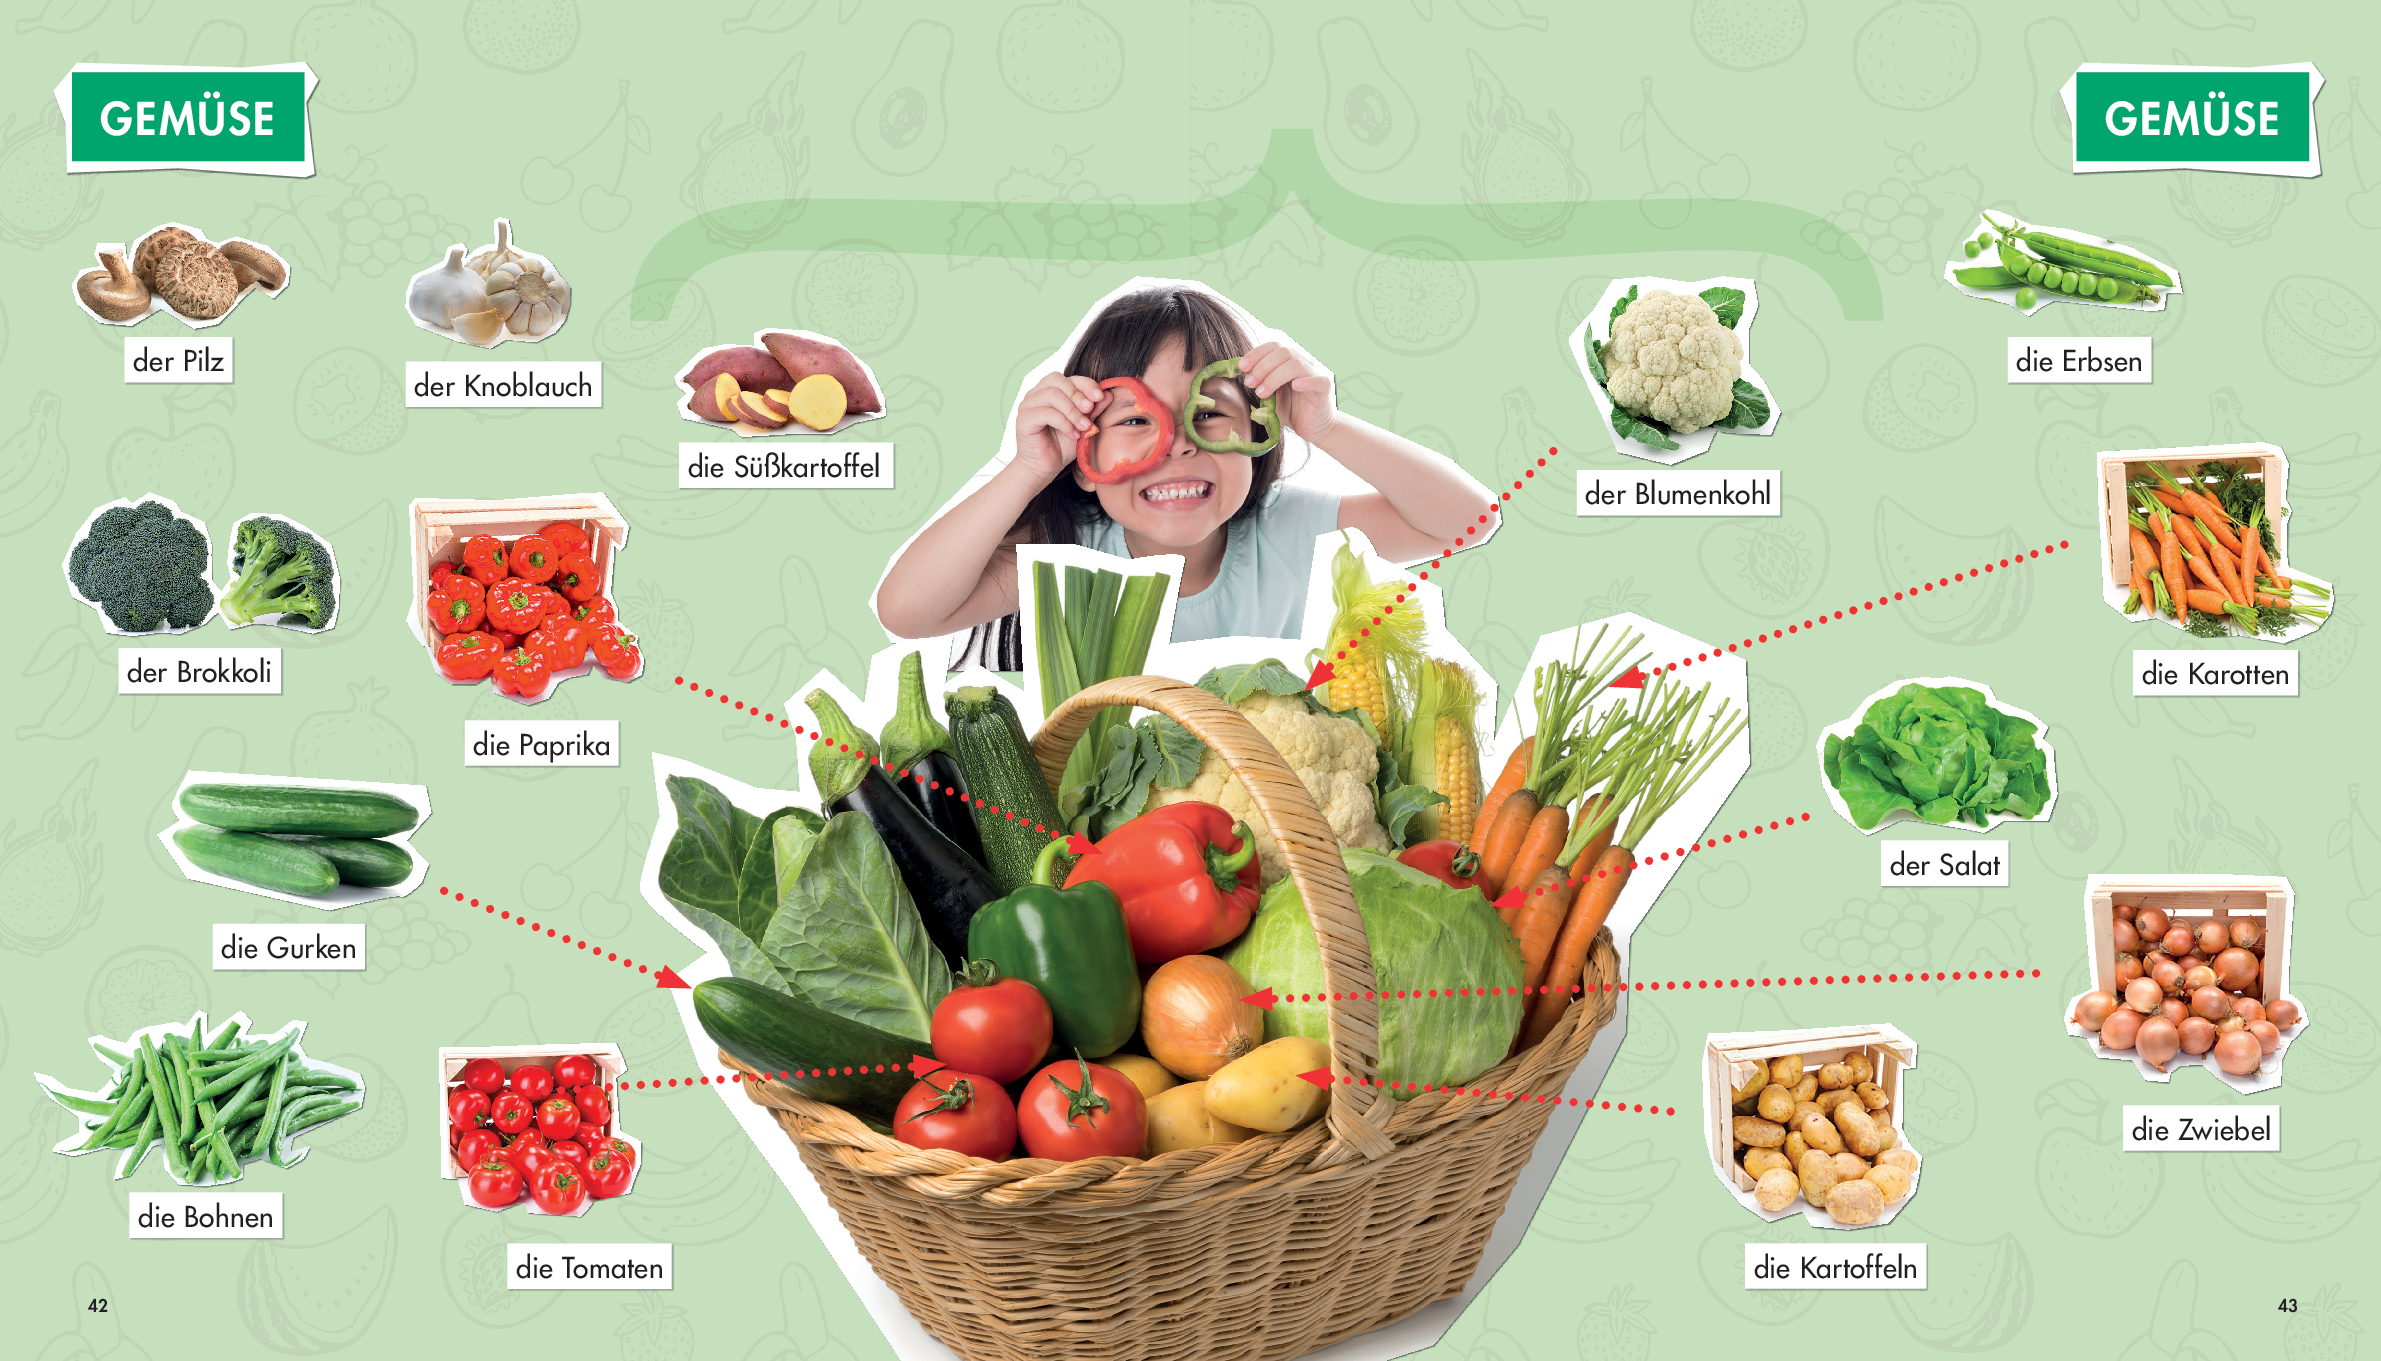 GEMÜSE
der Pilz
der Knoblauch
die Süßkartoffel
der Brokkoli
die Paprika
die Gurken
die Bohnen
die Tomaten
42
GEMÜSE
die Erbsen
der Blumenkohl
die Karotten
der Salat
die Zwiebel
die Kartoffeln
43